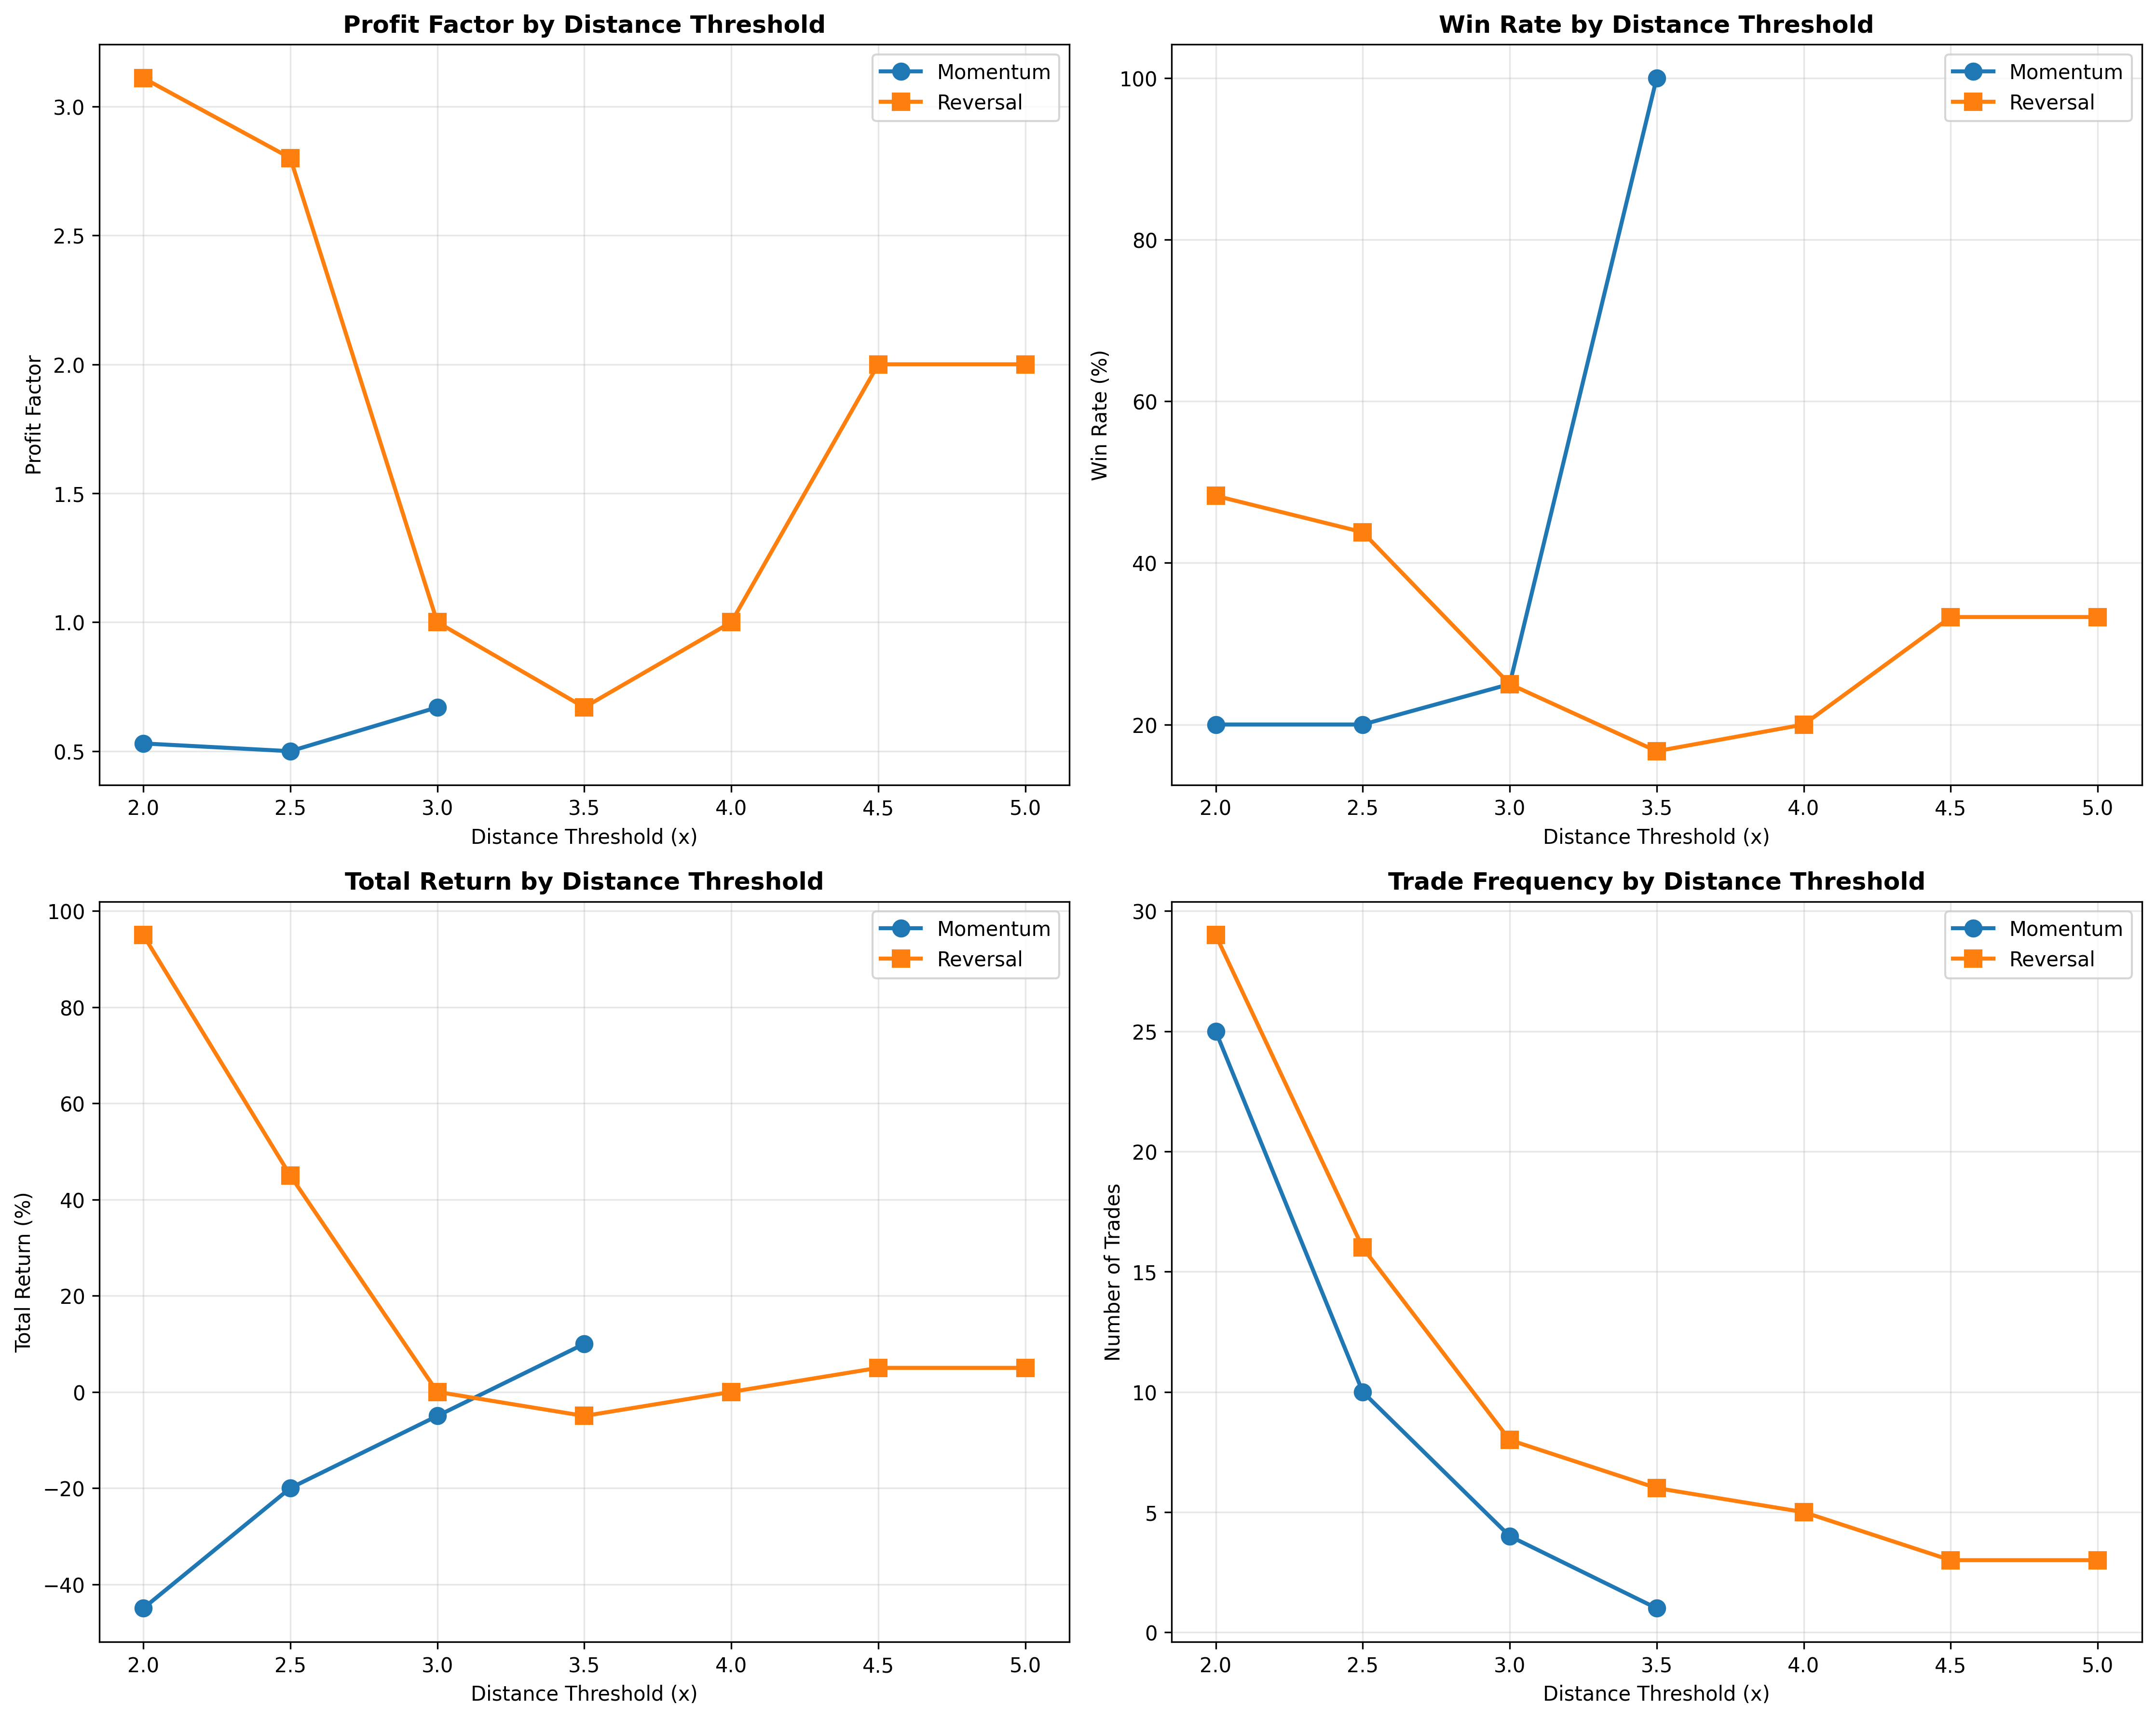 Profit Factor by Distance Threshold
Momentum
Reversal
Profit Factor
3.0
2.5
2.0
1.5
1.0
0.5
2.0 2.5 3.0 3.5 4.0 4.5 5.0
Distance Threshold (x)
Win Rate by Distance Threshold
Momentum
Reversal
Win Rate (%)
100
80
60
40
20
2.0 2.5 3.0 3.5 4.0 4.5 5.0
Distance Threshold (x)
Total Return by Distance Threshold
Momentum
Reversal
Total Return (%)
100
80
60
40
20
0
−20
−40
2.0 2.5 3.0 3.5 4.0 4.5 5.0
Distance Threshold (x)
Trade Frequency by Distance Threshold
Momentum
Reversal
Number of Trades
30
25
20
15
10
5
0
2.0 2.5 3.0 3.5 4.0 4.5 5.0
Distance Threshold (x)